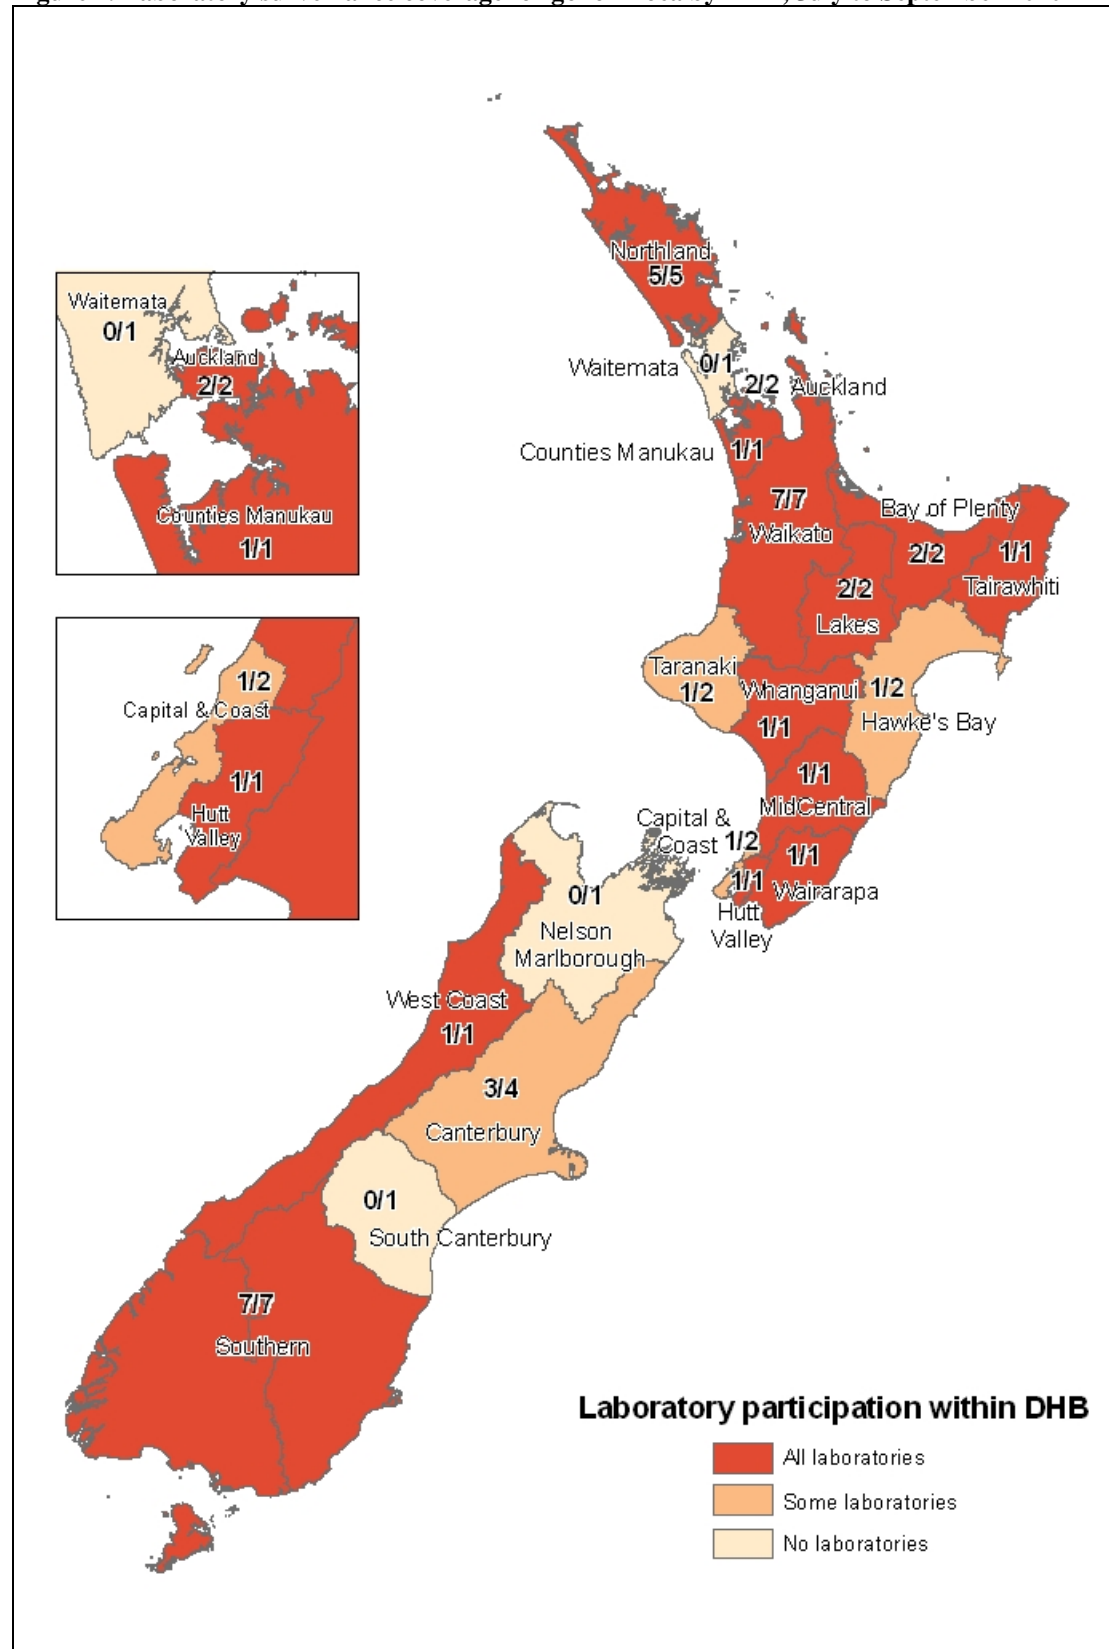 Northland
5/5
Waitemata
0/1
2/2 Auckland
Counties Manukau 1/1
7/7
Waikato
Bay of Plenty
2/2
1/1
Tairawhiti
2/2
Lakes
Taranaki
1/2
Whanganui
1/1
1/2
Hawke's Bay
1/1
MidCentral
Capital &
Coast 1/2
1/1
Wairarapa
1/1
Hutt
Valley
0/1
Nelson
Marlborough
West Coast
1/1
3/4
Canterbury
0/1
South Canterbury
7/7
Southern
Waitemata
0/1
Auckland
2/2
Counties Manukau
1/1
1/2
Capital & Coast
1/1
Hutt
Valley
Laboratory participation within DHB
All laboratories
Some laboratories
No laboratories